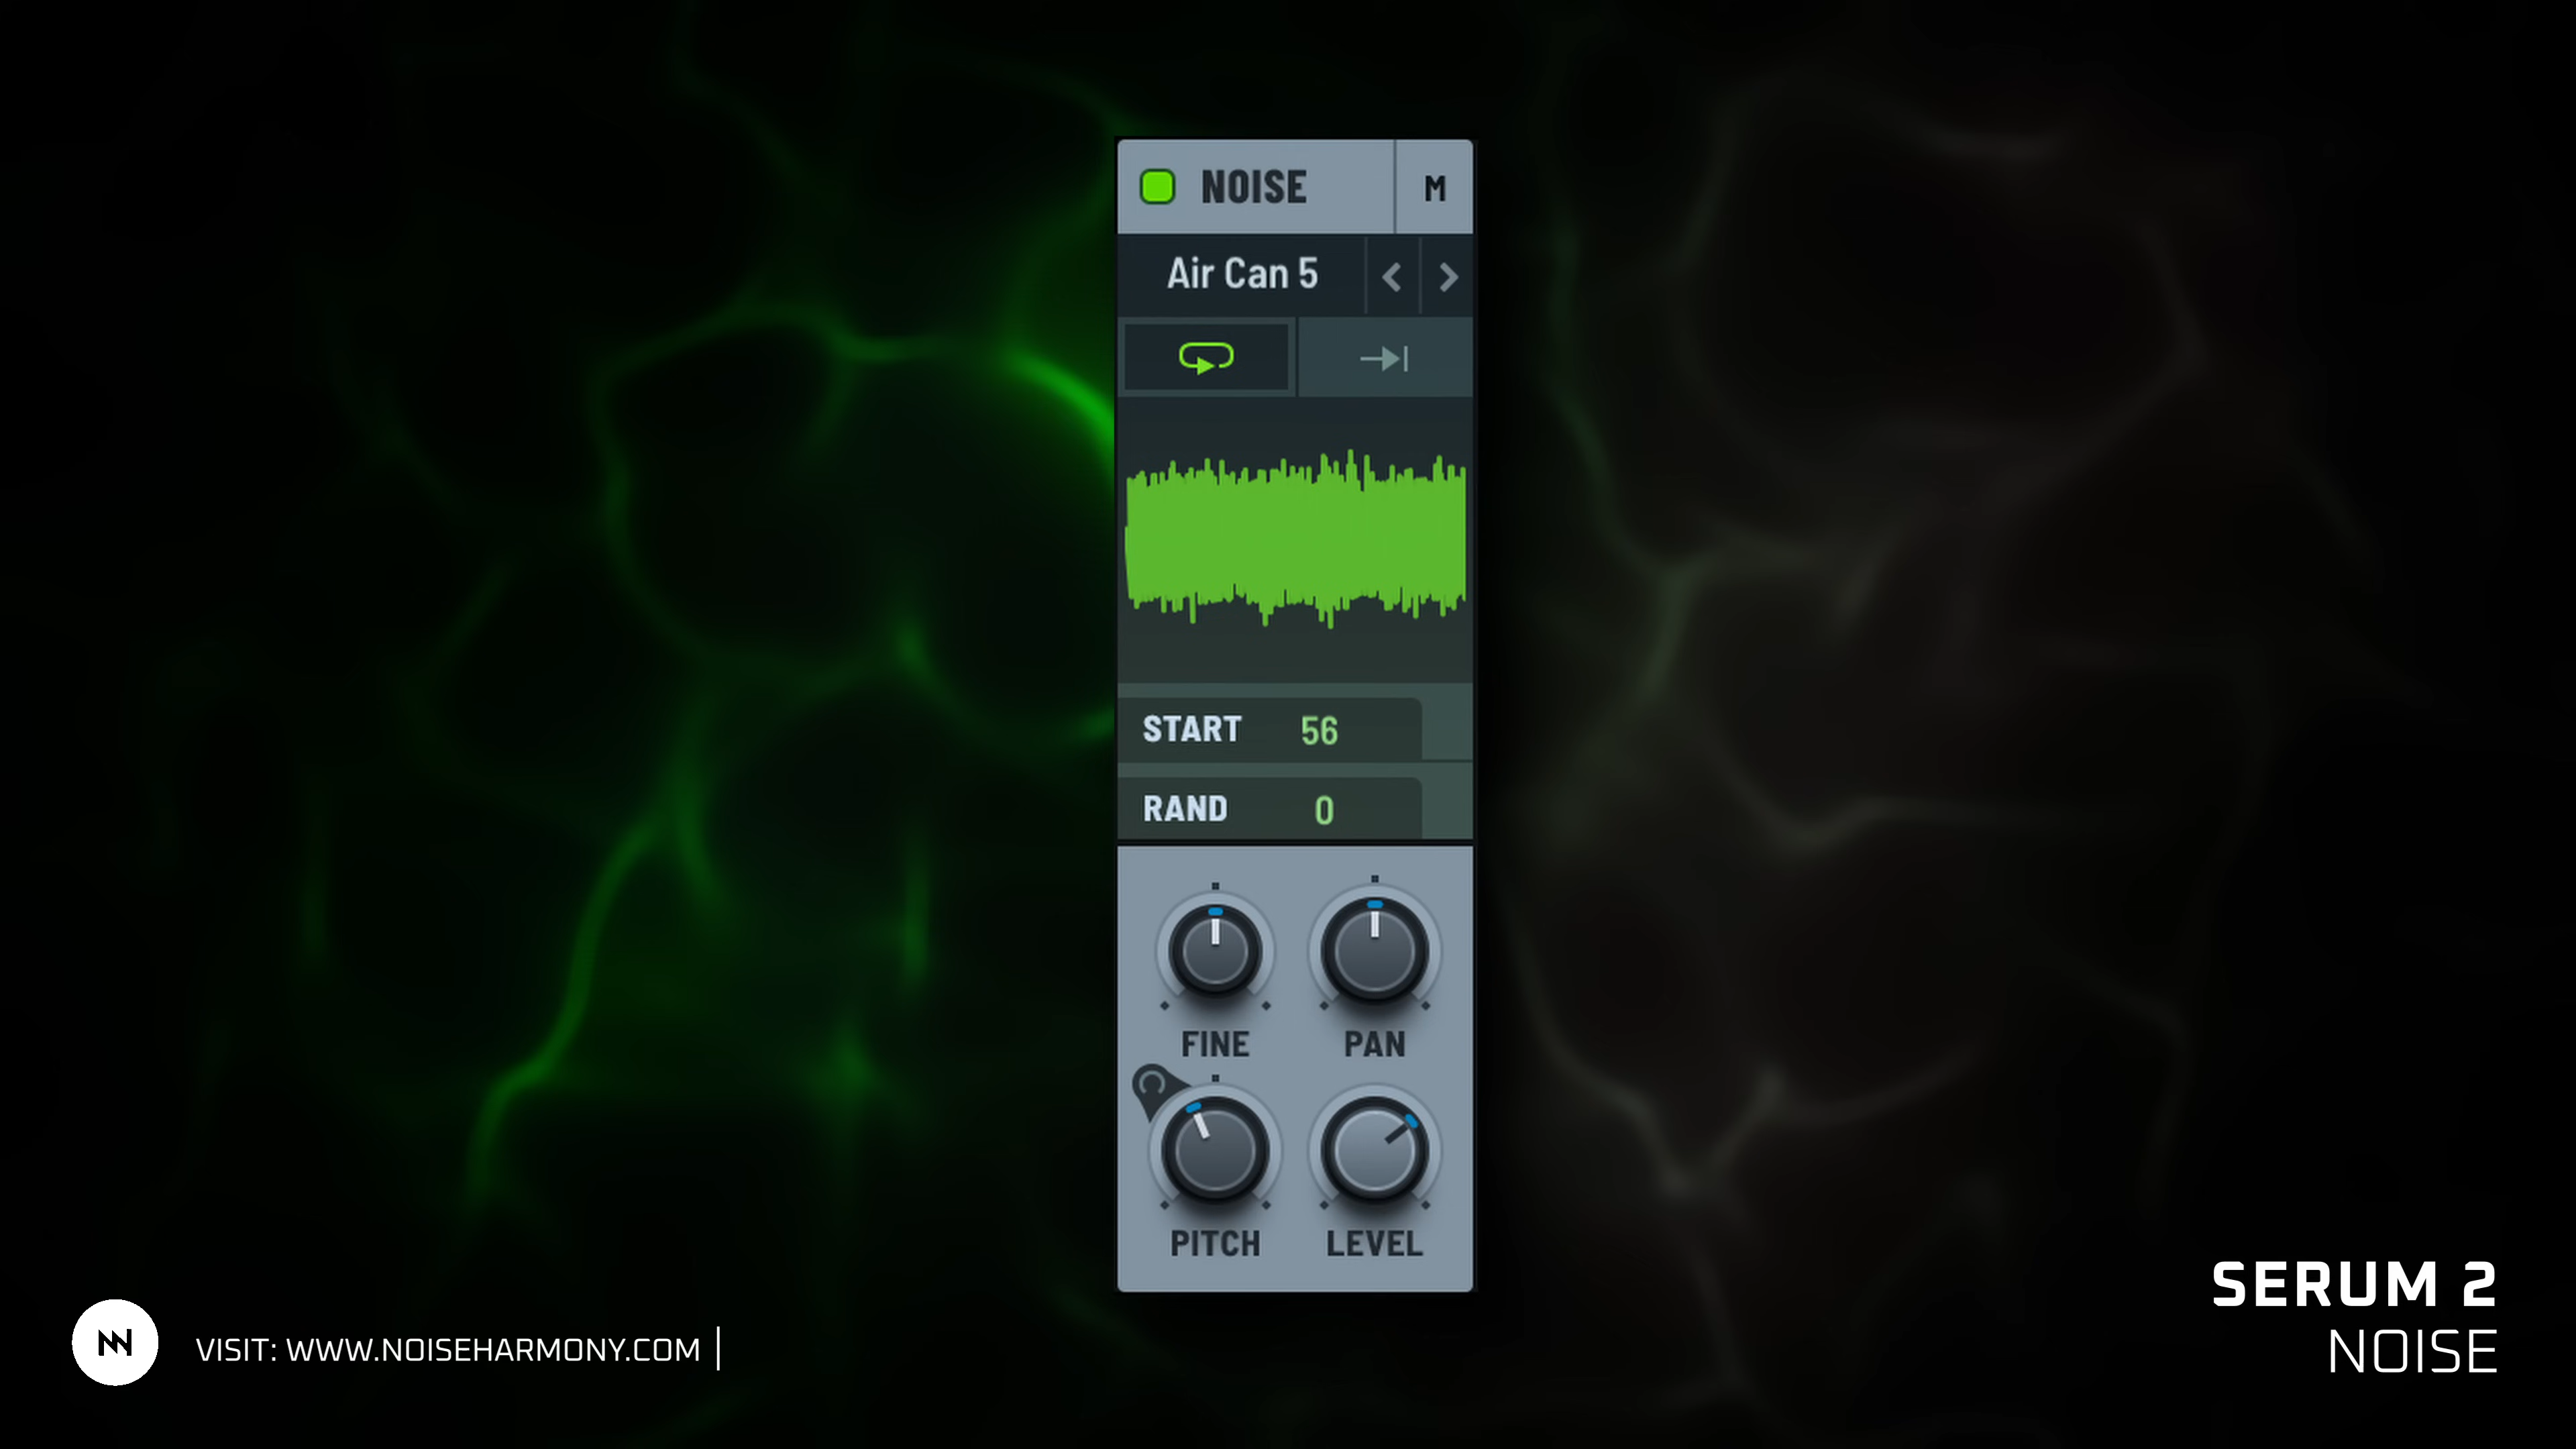 NOISE M
Air Can 5
START 56
RAND 0
FINE PAN
PITCH LEVEL
SERUM 2
NOISE
VISIT: WWW.NOISEHARMONY.COM |